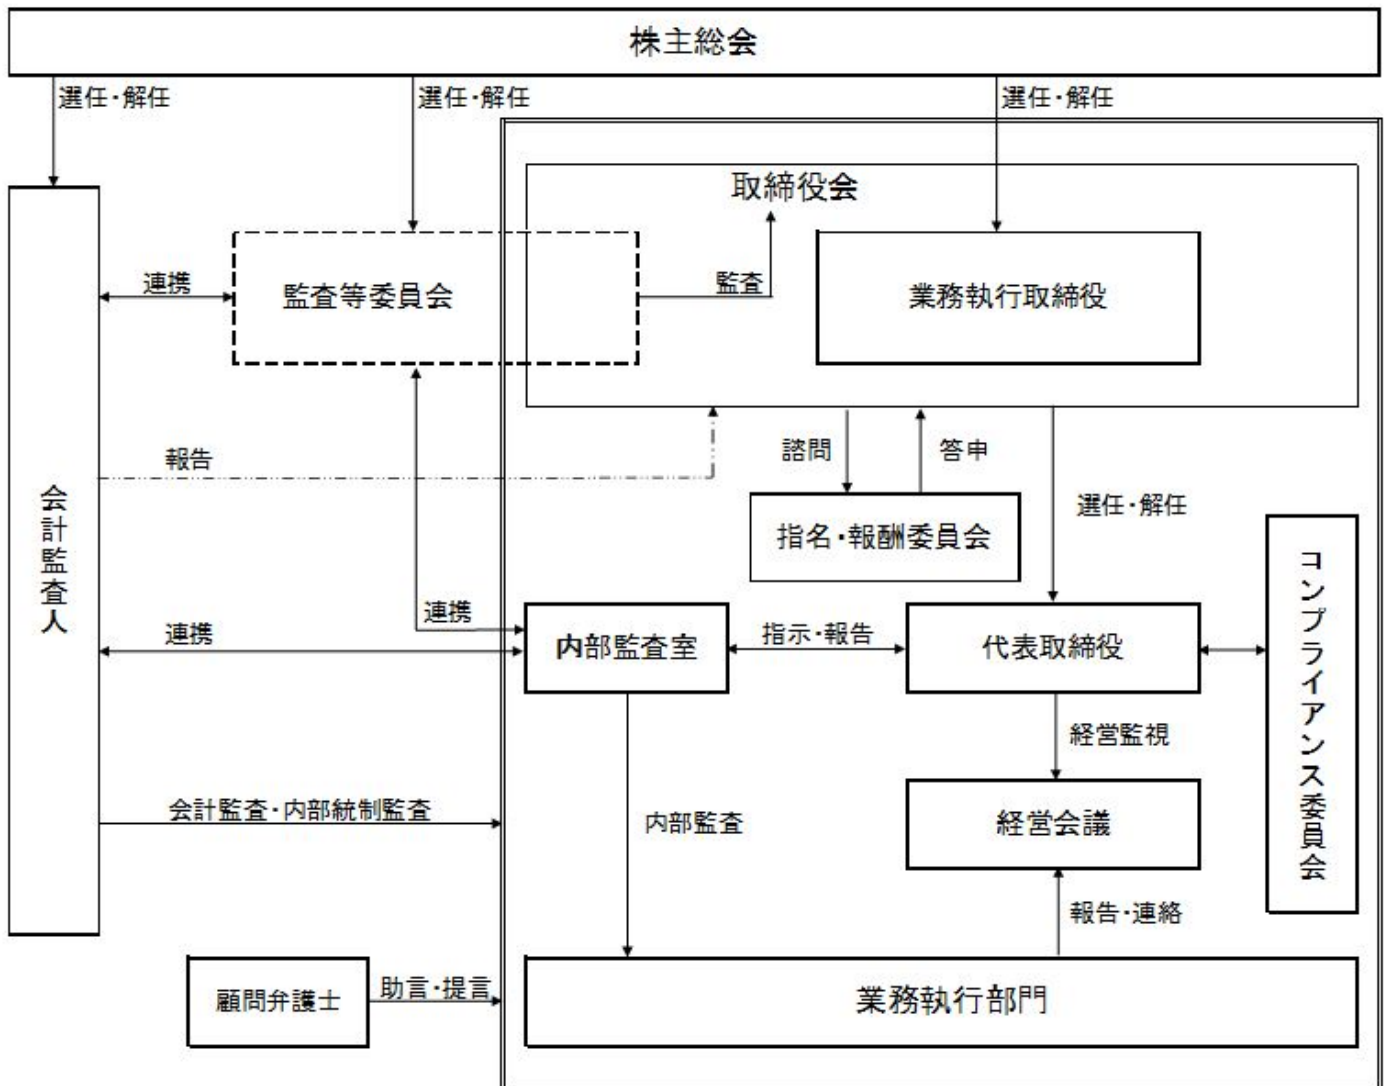 株主総会
選任・解任
選任・解任
選任・解任
取締役会
監査等委員会
業務執行取締役
連携
監査
報告
諮問
答申
選任・解任
指名・報酬委員会
会計監査人
コンプライアンス委員会
連携
連携
内部監査室
指示・報告
代表取締役
経営監視
会計監査・内部統制監査
内部監査
経営会議
報告・連絡
顧問弁護士
助言・提言
業務執行部門